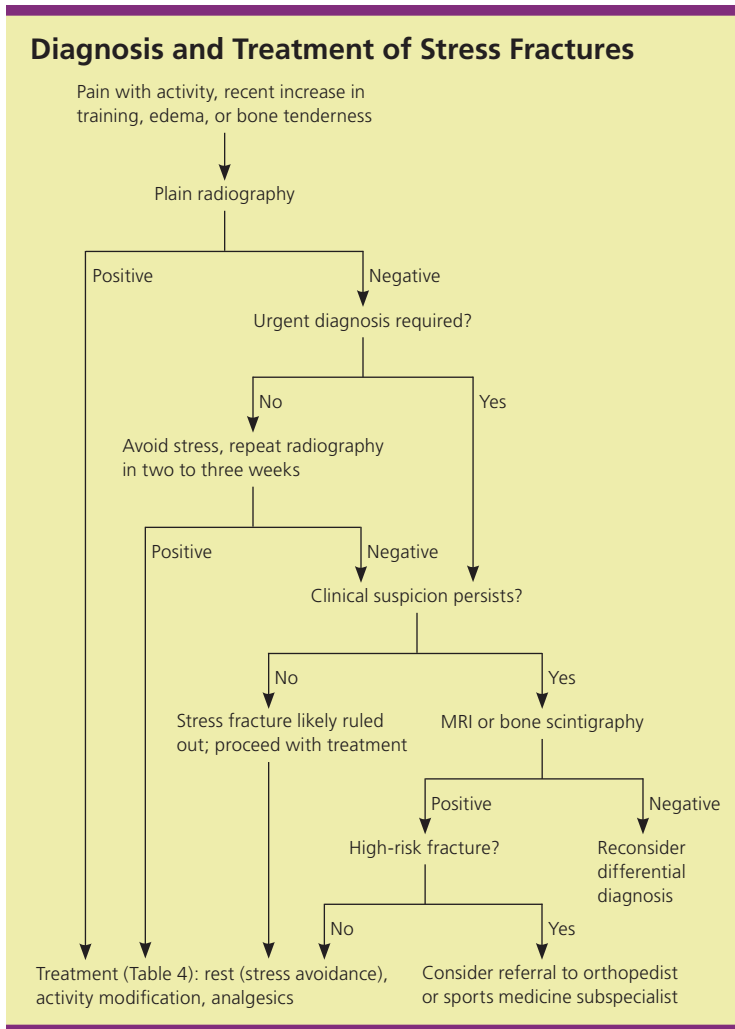 Diagnosis and Treatment of Stress Fractures
Pain with activity, recent increase in
training, edema, or bone tenderness
Plain radiography
Positive
Negative
Urgent diagnosis required?
No
Yes
Avoid stress, repeat radiography
in two to three weeks
Positive
Negative
Clinical suspicion persists?
No
Yes
Stress fracture likely ruled
out; proceed with treatment
MRI or bone scintigraphy
Positive
Negative
High-risk fracture?
Reconsider
differential
diagnosis
No
Yes
Treatment (Table 4): rest (stress avoidance),
activity modification, analgesics
Consider referral to orthopedist
or sports medicine subspecialist